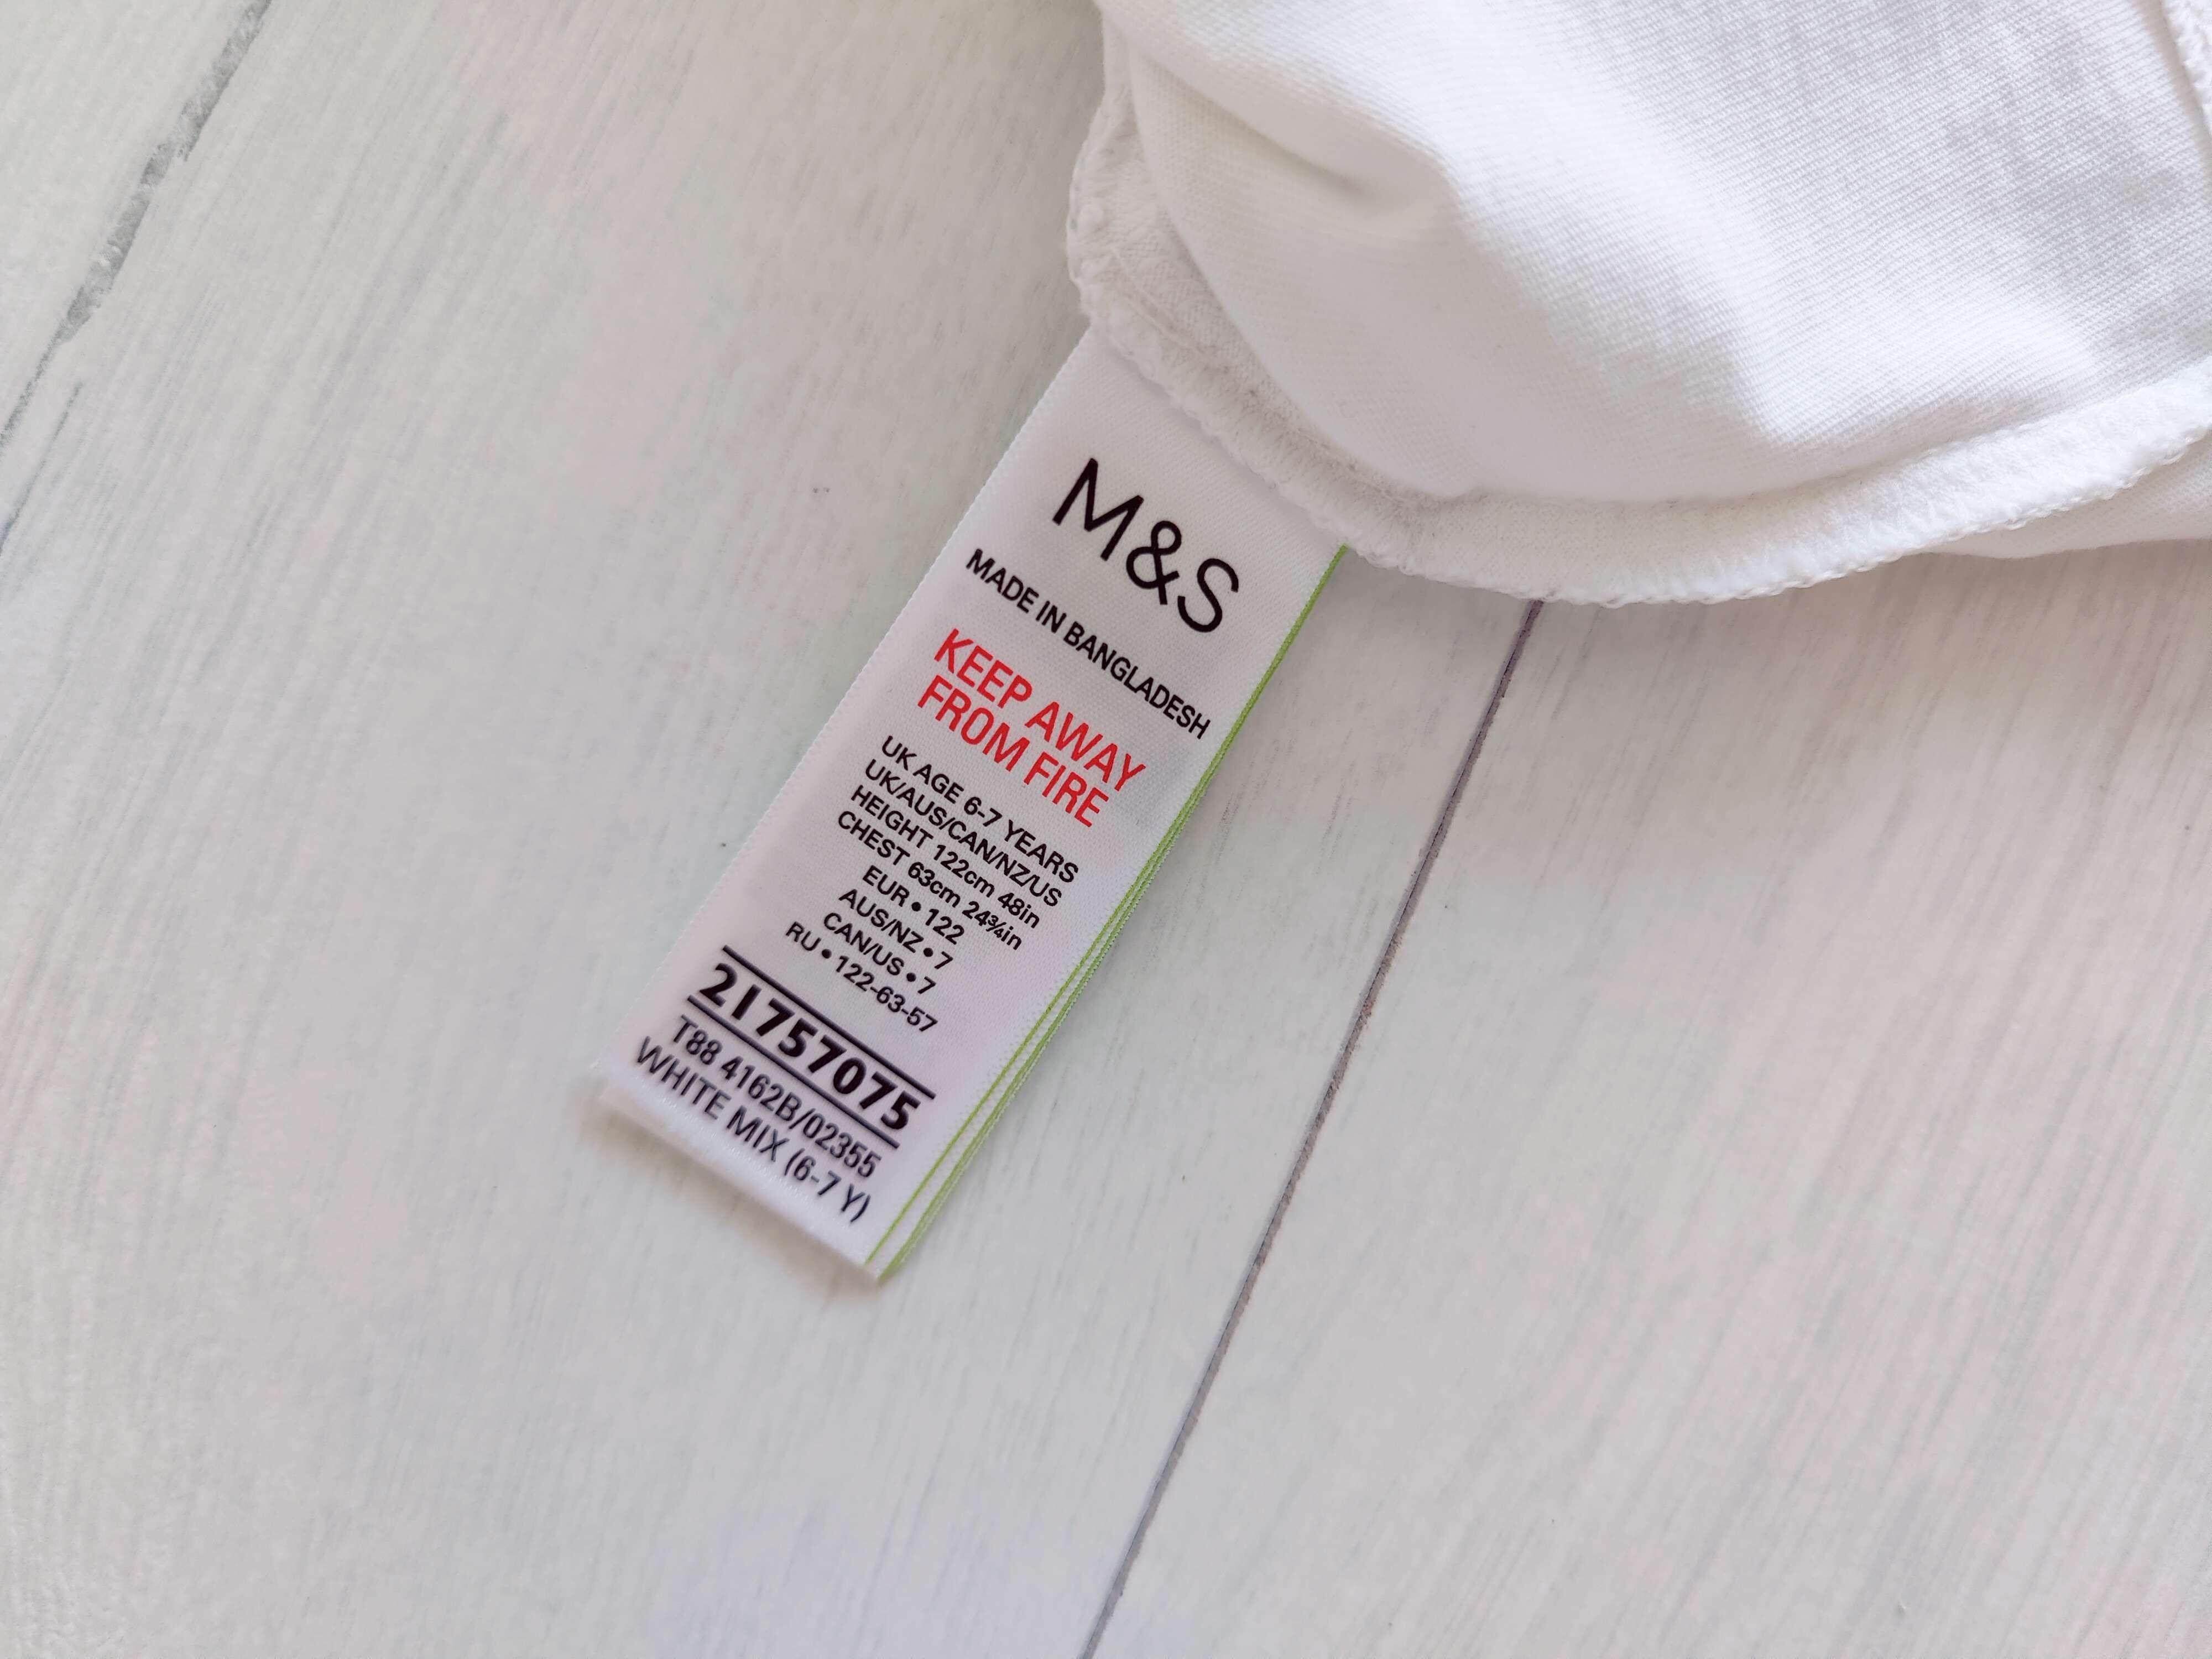 M&S
MADE IN BANGLADESH
KEEP AWAY
FROM FIRE
UK AGE 6-7 YEARS
UK/AUS/CAN/NZ/US
HEIGHT 122cm 48in
CHEST 63cm 24¾in
EUR • 122
AUS/NZ • 7
CAN/US • 7
RU • 122-63-57
21757075
T88 4162B/02355
WHITE MIX (6-7 Y)